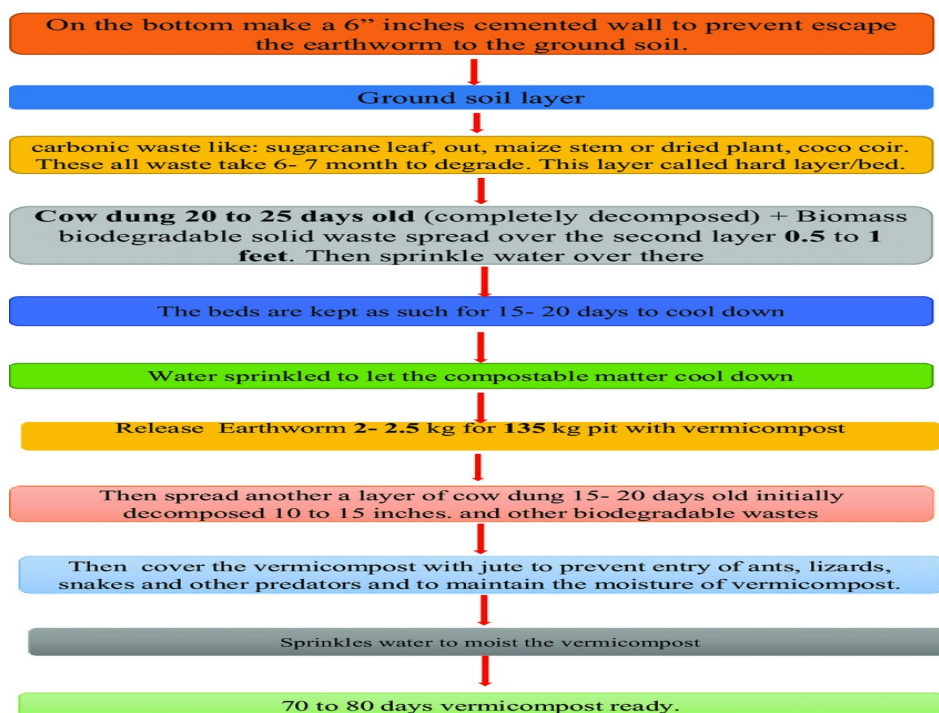 On the bottom make a 6” inches cemented wall to prevent escape
the earthworm to the ground soil.
Ground soil layer
carbonic waste like: sugarcane leaf, out, maize stem or dried plant, coco coir.
These all waste take 6- 7 month to degrade. This layer called hard layer/bed.
Cow dung 20 to 25 days old (completely decomposed) + Biomass
biodegradable solid waste spread over the second layer 0.5 to 1
feet. Then sprinkle water over there
The beds are kept as such for 15- 20 days to cool down
Water sprinkled to let the compostable matter cool down
Release Earthworm 2- 2.5 kg for 135 kg pit with vermicompost
Then spread another a layer of cow dung 15- 20 days old initially
decomposed 10 to 15 inches. and other biodegradable wastes
Then cover the vermicompost with jute to prevent entry of ants, lizards,
snakes and other predators and to maintain the moisture of vermicompost.
Sprinkles water to moist the vermicompost
70 to 80 days vermicompost ready.